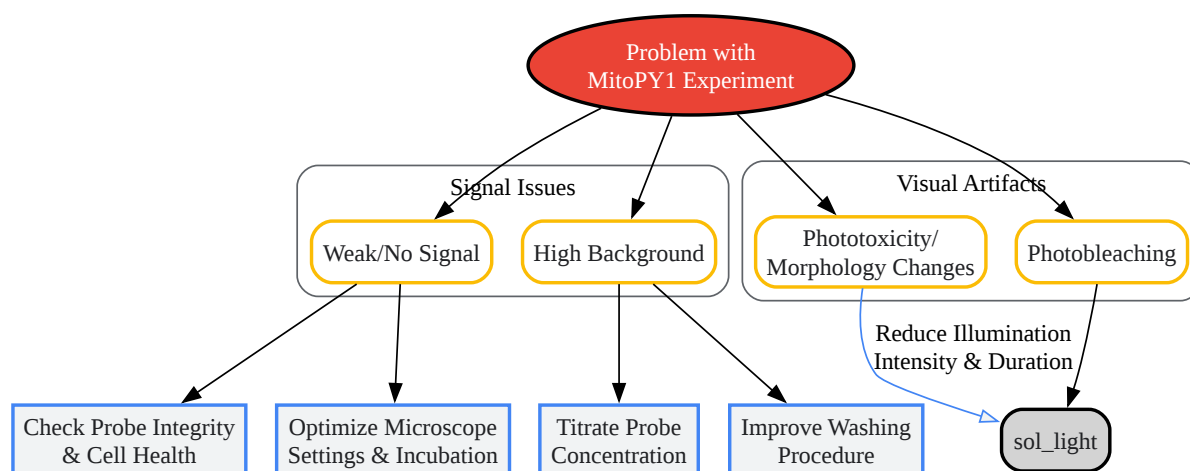 Problem with
MitoPY1 Experiment
Signal Issues
Visual Artifacts
Weak/No Signal
High Background
Phototoxicity/
Morphology Changes
Photobleaching
Reduce Illumination
Intensity & Duration
Check Probe Integrity
& Cell Health
Optimize Microscope
Settings & Incubation
Titrate Probe
Concentration
Improve Washing
Procedure
sol_light